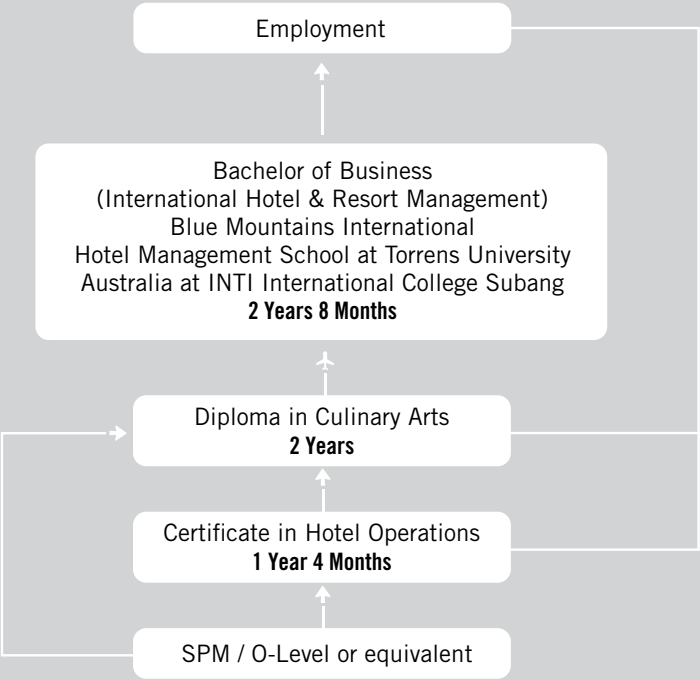 Employment
Bachelor of Business
(International Hotel & Resort Management)
Blue Mountains International
Hotel Management School at Torrens University
Australia at INTI International College Subang
2 Years 8 Months
Diploma in Culinary Arts
2 Years
Certificate in Hotel Operations
1 Year 4 Months
SPM / O-Level or equivalent